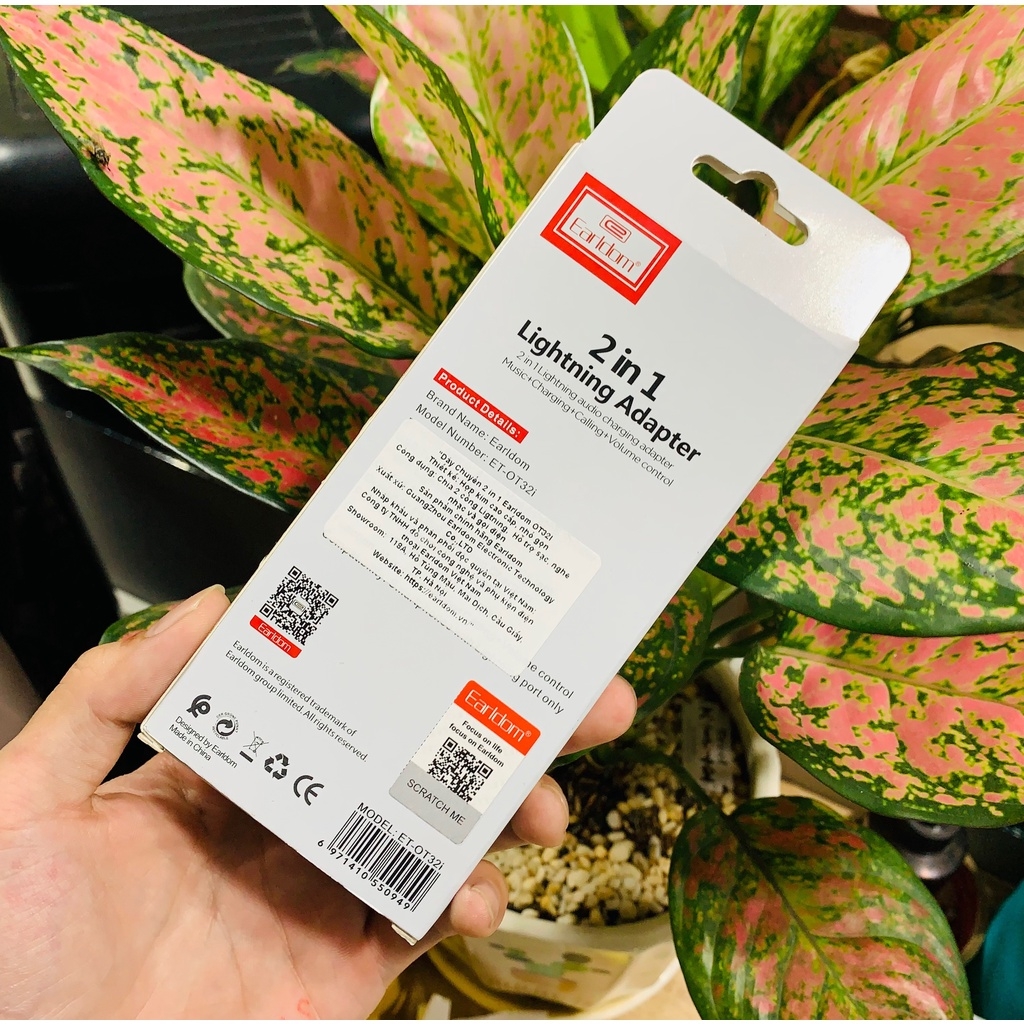 Earldom®
2 in 1
Lightning Adapter
2 in 1 Lightning audio charging adapter
Music+Charging+Calling+Volume control
Product Details:
Brand Name: Earldom
Model Number: ET-OT32i
"Dây Chuyển 2 in 1 Earldom OT32i
Thiết kế: Hợp kim cao cấp, nhỏ gọn
Công dụng: Chia 2 cổng Ligtning, Hỗ trợ sạc, nghe
nhạc và gọi điện
Sản phẩm chính hãng Earldom
Xuất xứ: GuangZhou Earldom Electronic Technology
Co.,LTD
Nhập khẩu và phân phối độc quyền tại Việt Nam:
Công ty TNHH đồ chơi công nghệ và phụ kiện điện
thoại Earldom Việt Nam
Showroom: 118A, Hồ Tùng Mậu, Mai Dịch, Cầu Giấy,
TP. Hà Nội
Website: https://earldom.vn."
me control
port only
Earldom
Earldom is a registered trademark of
Earldom group limited. All rights reserved.
Designed by Earldom
Made in China
CE
Earldom®
Focus on life
focus on Earldom
SCRATCH ME
MODEL: ET-OT32i
6 971410 550949